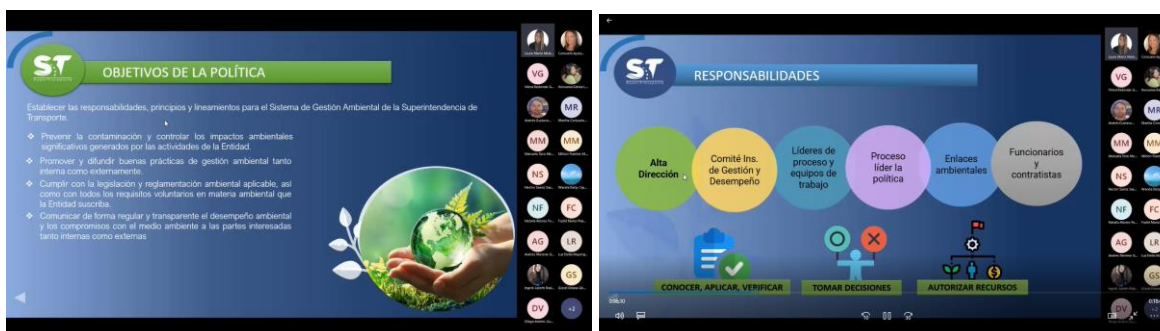 ST
OBJETIVOS DE LA POLÍTICA
Establecer las responsabilidades, principios y lineamientos para el Sistema de Gestión Ambiental de la Superintendencia de
Transporte.
❖ Prevenir la contaminación y controlar los impactos ambientales
significativos generados por las actividades de la Entidad.
❖ Promover y difundir buenas prácticas de gestión ambiental tanto
interna como externamente.
❖ Cumplir con la legislación y reglamentación ambiental aplicable, así
como con todos los requisitos voluntarios en materia ambiental que
la Entidad suscriba.
❖ Comunicar de forma regular y transparente el desempeño ambiental
y los compromisos con el medio ambiente a las partes interesadas
tanto internas como externas
VG
MR
MM
MM
NS
NF
FC
AG
LR
GS
DV
+2
ST
RESPONSABILIDADES
Alta
Dirección
Comité Ins.
de Gestión y
Desempeño
Líderes de
proceso y
equipos de
trabajo
Proceso
líder la
política
Enlaces
ambientales
Funcionarios
y
contratistas
CONOCER, APLICAR, VERIFICAR
TOMAR DECISIONES
AUTORIZAR RECURSOS
VG
MR
MM
MM
NS
NF
FC
AG
LR
GS
DV
+2